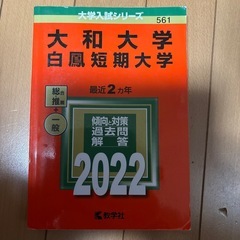 大学入試シリーズ
561
大和大学
白鳳短期大学
最近2カ年
総合
推薦
+
一般
傾向と対策
過去問
解答
2022
教学社